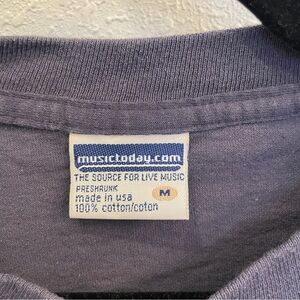 musictoday.com
THE SOURCE FOR LIVE MUSIC
PRESHRUNK
made in usa
100% cotton/coton
M